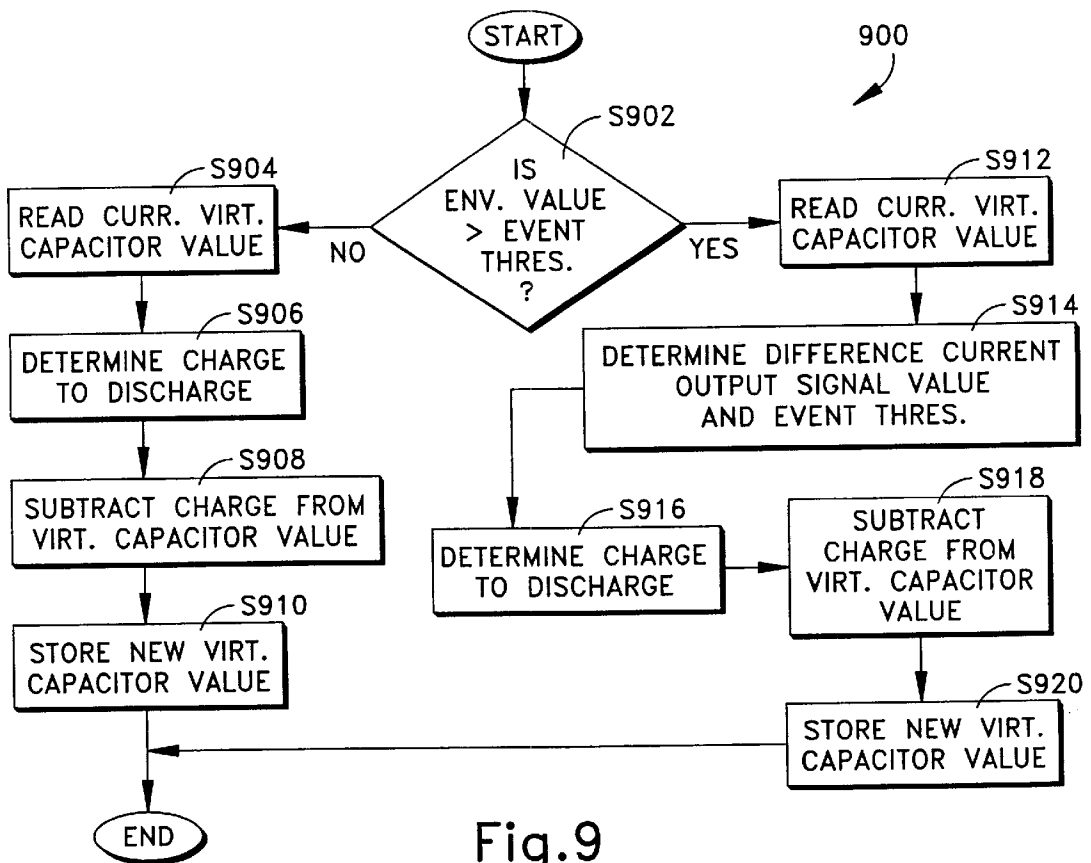 START
900
S902
IS
ENV. VALUE
> EVENT
THRES.
?
NO
YES
S904
READ CURR. VIRT.
CAPACITOR VALUE
S906
DETERMINE CHARGE
TO DISCHARGE
S908
SUBTRACT CHARGE FROM
VIRT. CAPACITOR VALUE
S910
STORE NEW VIRT.
CAPACITOR VALUE
S912
READ CURR. VIRT.
CAPACITOR VALUE
S914
DETERMINE DIFFERENCE CURRENT
OUTPUT SIGNAL VALUE
AND EVENT THRES.
S916
DETERMINE CHARGE
TO DISCHARGE
S918
SUBTRACT
CHARGE FROM
VIRT. CAPACITOR
VALUE
S920
STORE NEW VIRT.
CAPACITOR VALUE
END
Fig.9